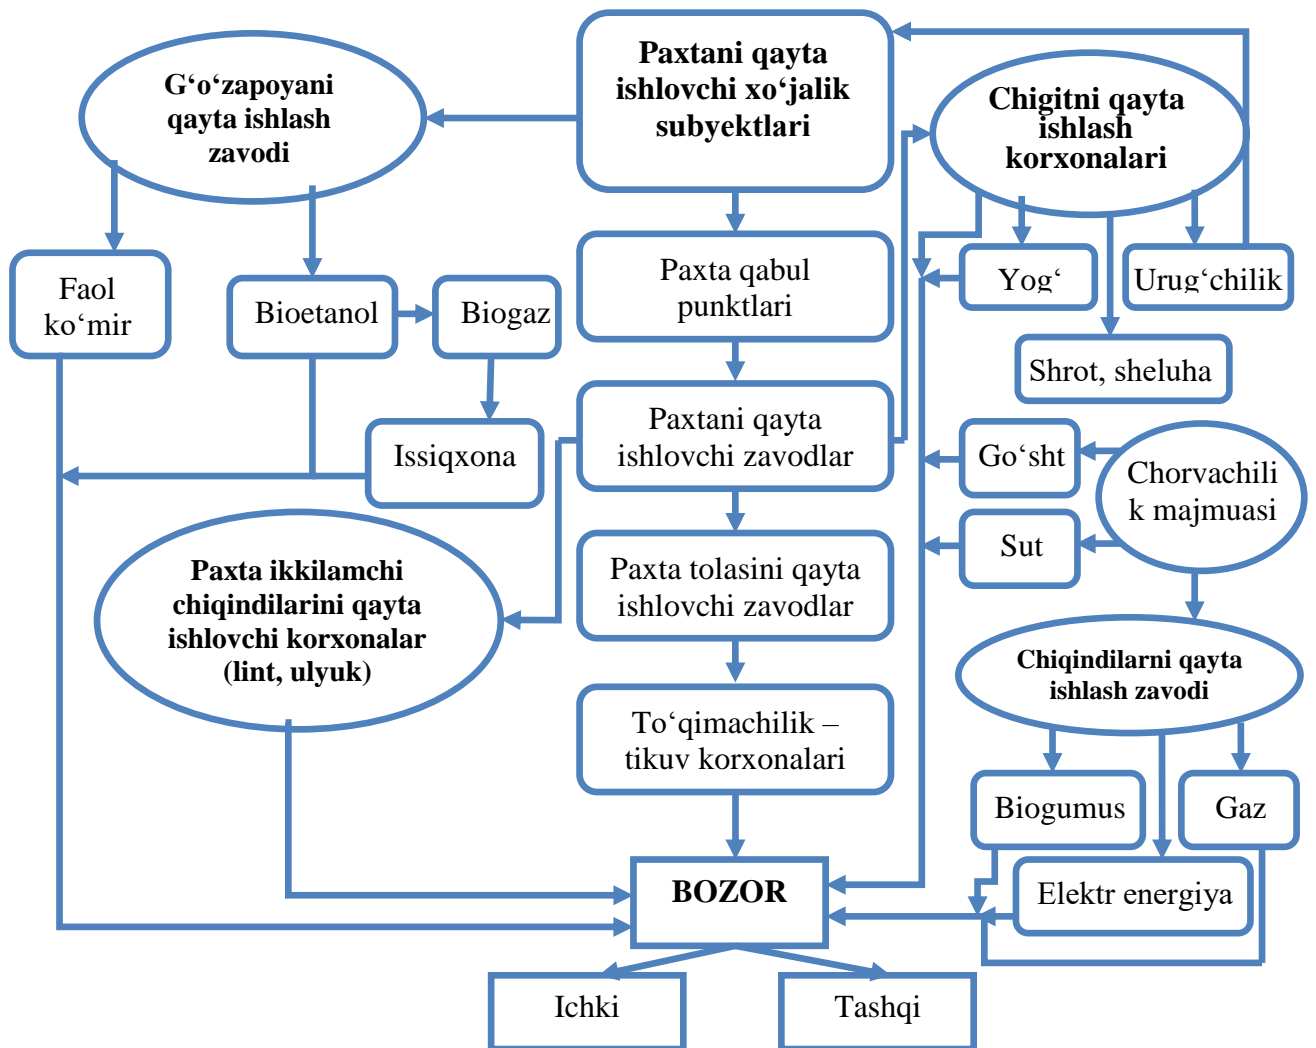 Paxtani qayta
ishlovchi xo‘jalik
subyektlari
G‘o‘zapoyani
qayta ishlash
zavodi
Chigitni qayta
ishlash
korxonalari
Faol
ko‘mir
Bioetanol
Biogaz
Paxta qabul
punktlari
Yog‘
Urug‘chilik
Shrot, sheluha
Issiqxona
Paxtani qayta
ishlovchi zavodlar
Go‘sht
Chorvachili
k majmuasi
Sut
Paxta ikkilamchi
chiqindilarini qayta
ishlovchi korxonalar
(lint, ulyuk)
Paxta tolasini qayta
ishlovchi zavodlar
Chiqindilarni qayta
ishlash zavodi
To‘qimachilik –
tikuv korxonalari
Biogumus
Gaz
Elektr energiya
BOZOR
Ichki
Tashqi